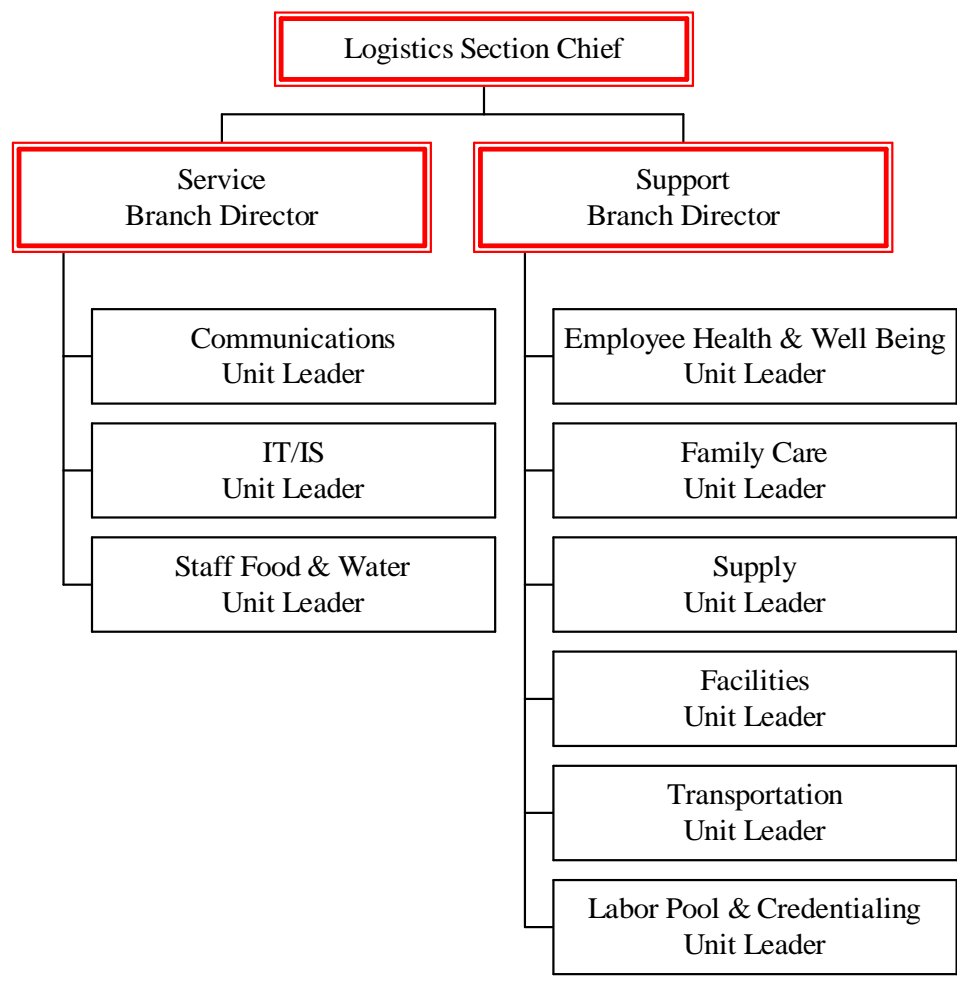 Logistics Section Chief
Service
Branch Director
Support
Branch Director
Communications
Unit Leader
IT/IS
Unit Leader
Staff Food & Water
Unit Leader
Employee Health & Well Being
Unit Leader
Family Care
Unit Leader
Supply
Unit Leader
Facilities
Unit Leader
Transportation
Unit Leader
Labor Pool & Credentialing
Unit Leader